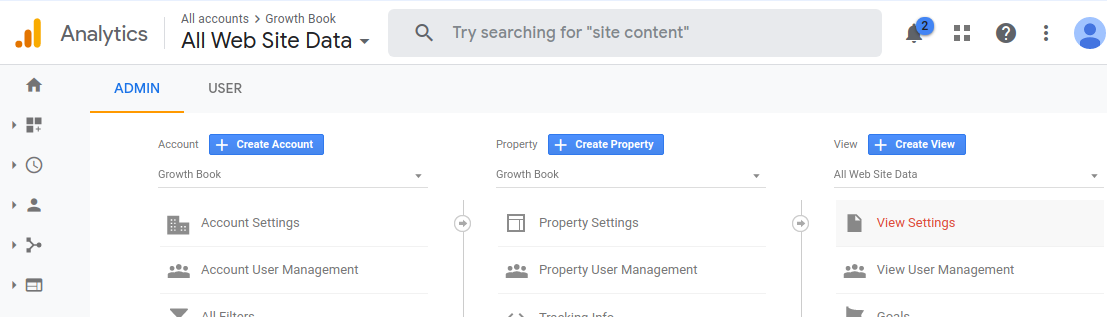 Analytics
All accounts > Growth Book
All Web Site Data
Try searching for "site content"
2
ADMIN
USER
Account
Create Account
Growth Book
Account Settings
Account User Management
All Filters
Property
Create Property
Growth Book
Property Settings
Property User Management
Tracking Info
View
Create View
All Web Site Data
View Settings
View User Management
Goals